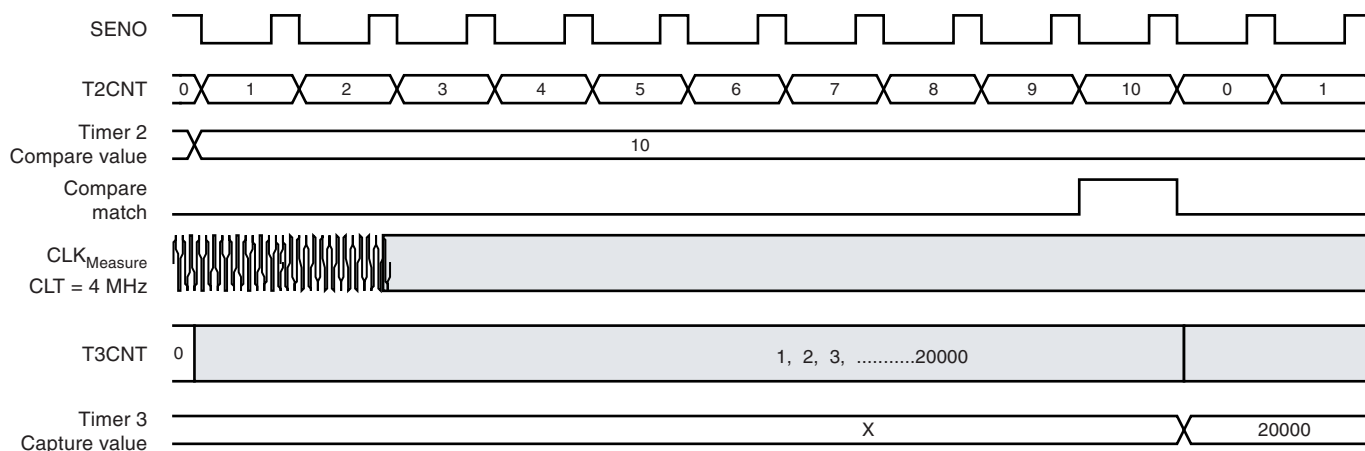 SENO
T2CNT 0 1 2 3 4 5 6 7 8 9 10 0 1
Timer 2
Compare value 10
Compare
match
CLKMeasure
CLT = 4 MHz
T3CNT 0 1, 2, 3, ...........20000
Timer 3
Capture value X 20000